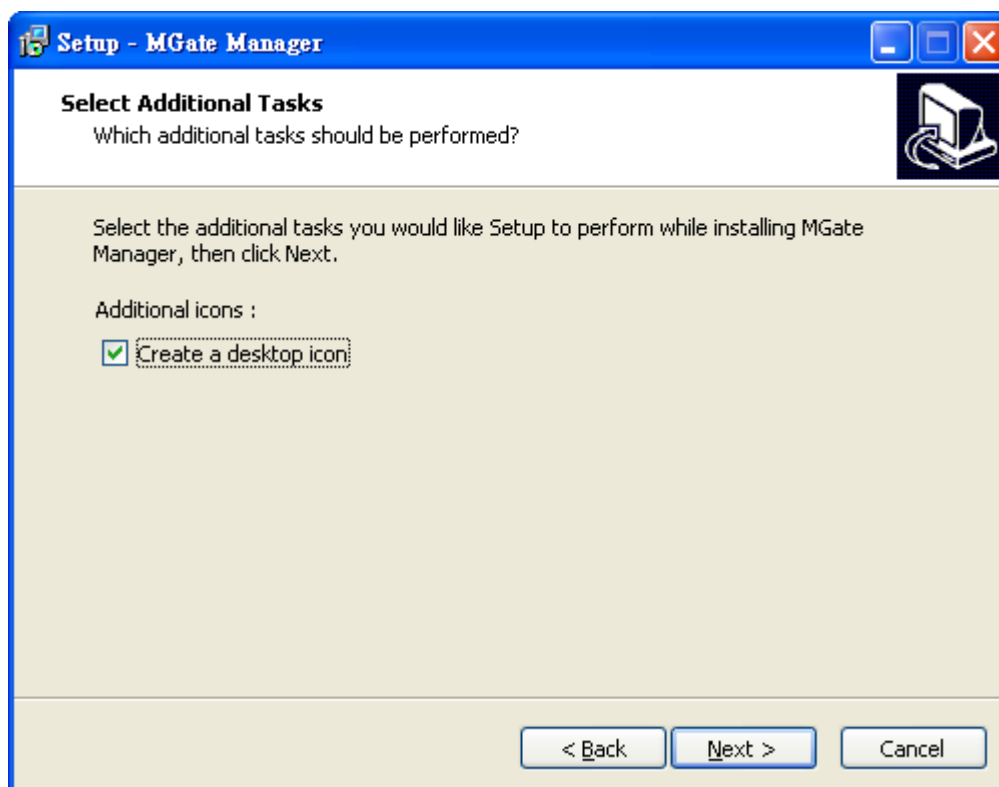 Setup - MGate Manager
Select Additional Tasks
Which additional tasks should be performed?
Select the additional tasks you would like Setup to perform while installing MGate
Manager, then click Next.
Additional icons :
Create a desktop icon
< Back
Next >
Cancel